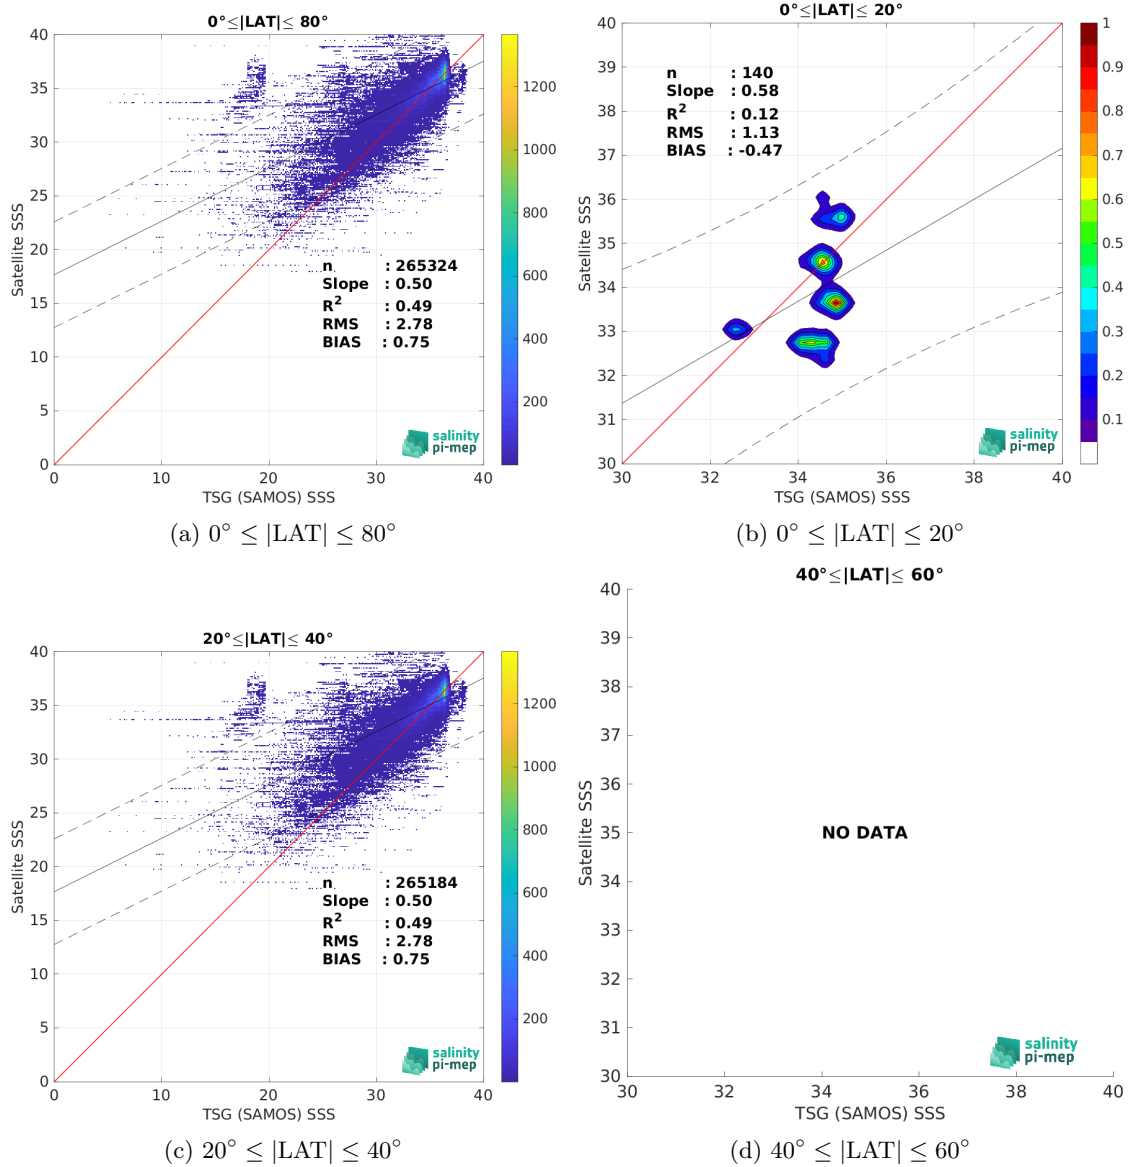 0°≤|LAT|≤ 80°
40
35
30
25
20
15
10
5
0
Satellite SSS
n : 265324
Slope : 0.50
R² : 0.49
RMS : 2.78
BIAS : 0.75
salinity
pi-mep
0 10 20 30 40
TSG (SAMOS) SSS
1200
1000
800
600
400
200
(a) 0° ≤ |LAT| ≤ 80°
0°≤|LAT|≤ 20°
40
39
38
37
36
35
34
33
32
31
30
Satellite SSS
n : 140
Slope : 0.58
R² : 0.12
RMS : 1.13
BIAS : -0.47
salinity
pi-mep
30 32 34 36 38 40
TSG (SAMOS) SSS
1
0.9
0.8
0.7
0.6
0.5
0.4
0.3
0.2
0.1
(b) 0° ≤ |LAT| ≤ 20°
20°≤|LAT|≤ 40°
40
35
30
25
20
15
10
5
0
Satellite SSS
n : 265184
Slope : 0.50
R² : 0.49
RMS : 2.78
BIAS : 0.75
salinity
pi-mep
0 10 20 30 40
TSG (SAMOS) SSS
1200
1000
800
600
400
200
(c) 20° ≤ |LAT| ≤ 40°
40°≤|LAT|≤ 60°
40
39
38
37
36
35
34
33
32
31
30
Satellite SSS
NO DATA
salinity
pi-mep
30 32 34 36 38 40
TSG (SAMOS) SSS
(d) 40° ≤ |LAT| ≤ 60°